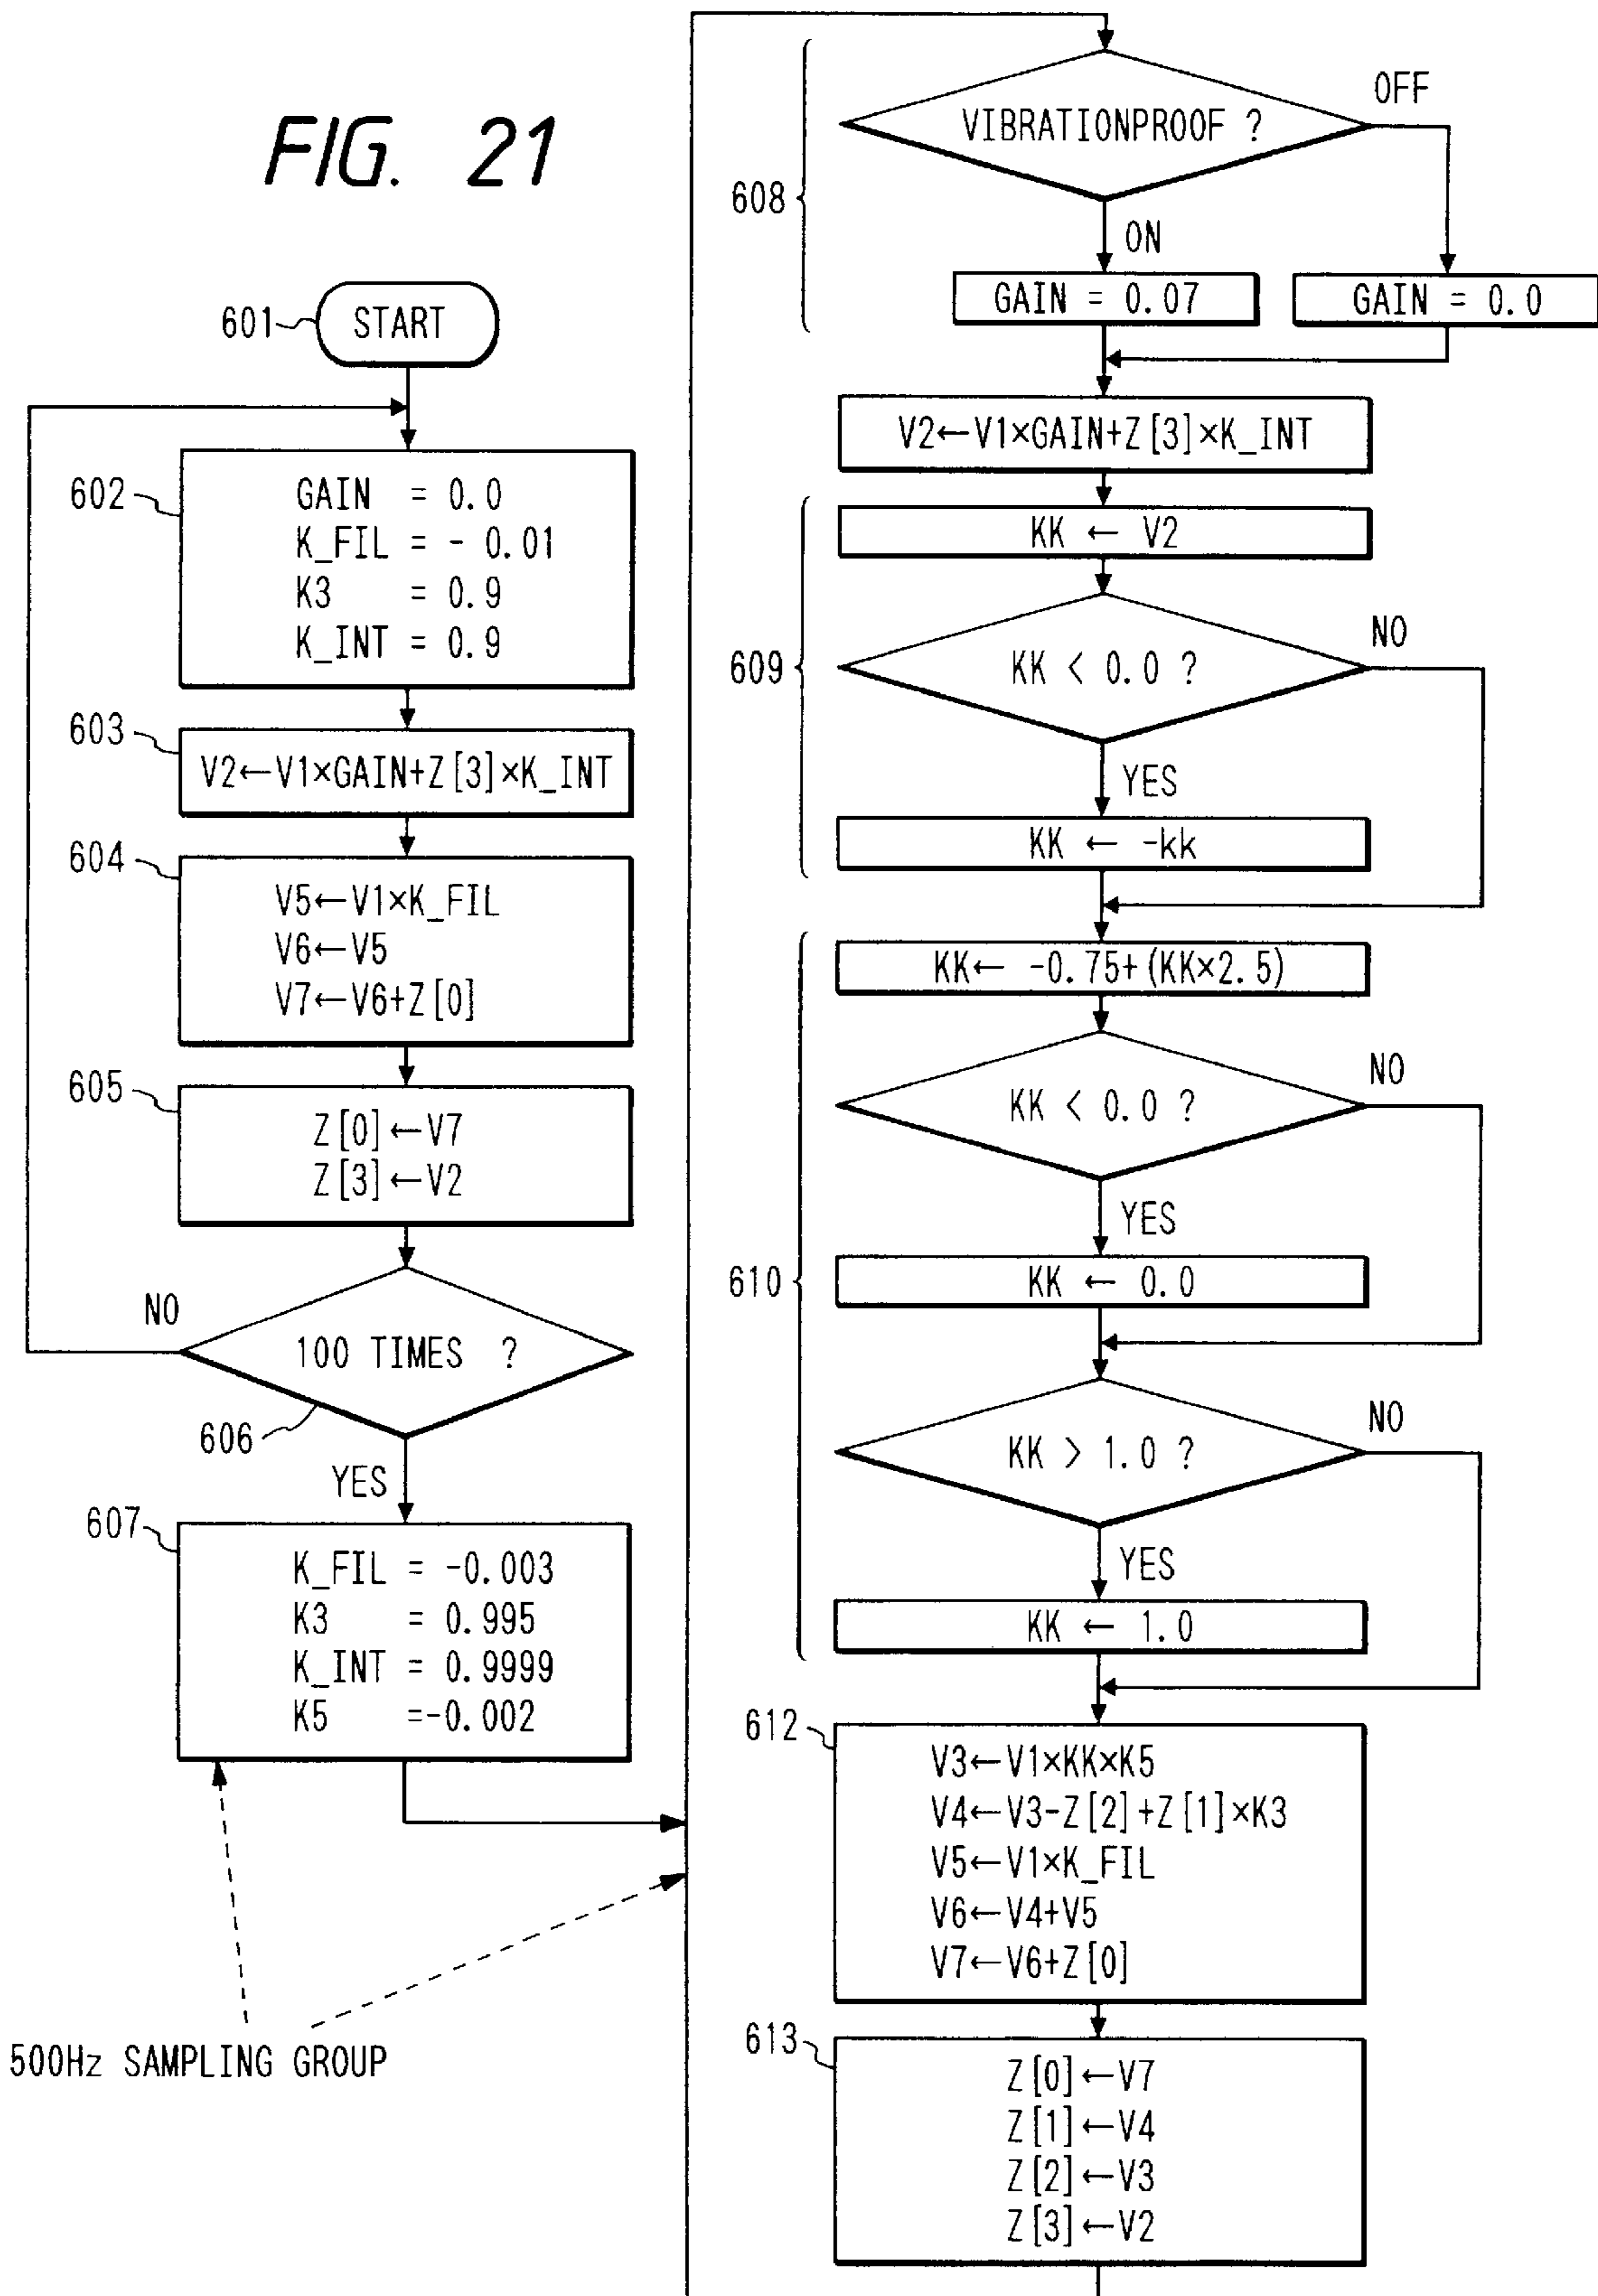 FIG. 21
601
START
602
GAIN = 0.0
K_FIL = - 0.01
K3 = 0.9
K_INT = 0.9
603
V2←V1×GAIN+Z[3]×K_INT
604
V5←V1×K_FIL
V6←V5
V7←V6+Z[0]
605
Z[0]←V7
Z[3]←V2
NO
100 TIMES ?
606
YES
607
K_FIL = -0.003
K3 = 0.995
K_INT = 0.9999
K5 =-0.002
500Hz SAMPLING GROUP
608
VIBRATIONPROOF ?
OFF
ON
GAIN = 0.07
GAIN = 0.0
V2←V1×GAIN+Z[3]×K_INT
609
KK ← V2
KK < 0.0 ?
NO
YES
KK ← -kk
610
KK← -0.75+(KK×2.5)
KK < 0.0 ?
NO
YES
KK ← 0.0
KK > 1.0 ?
NO
YES
KK ← 1.0
612
V3←V1×KK×K5
V4←V3-Z[2]+Z[1]×K3
V5←V1×K_FIL
V6←V4+V5
V7←V6+Z[0]
613
Z[0]←V7
Z[1]←V4
Z[2]←V3
Z[3]←V2